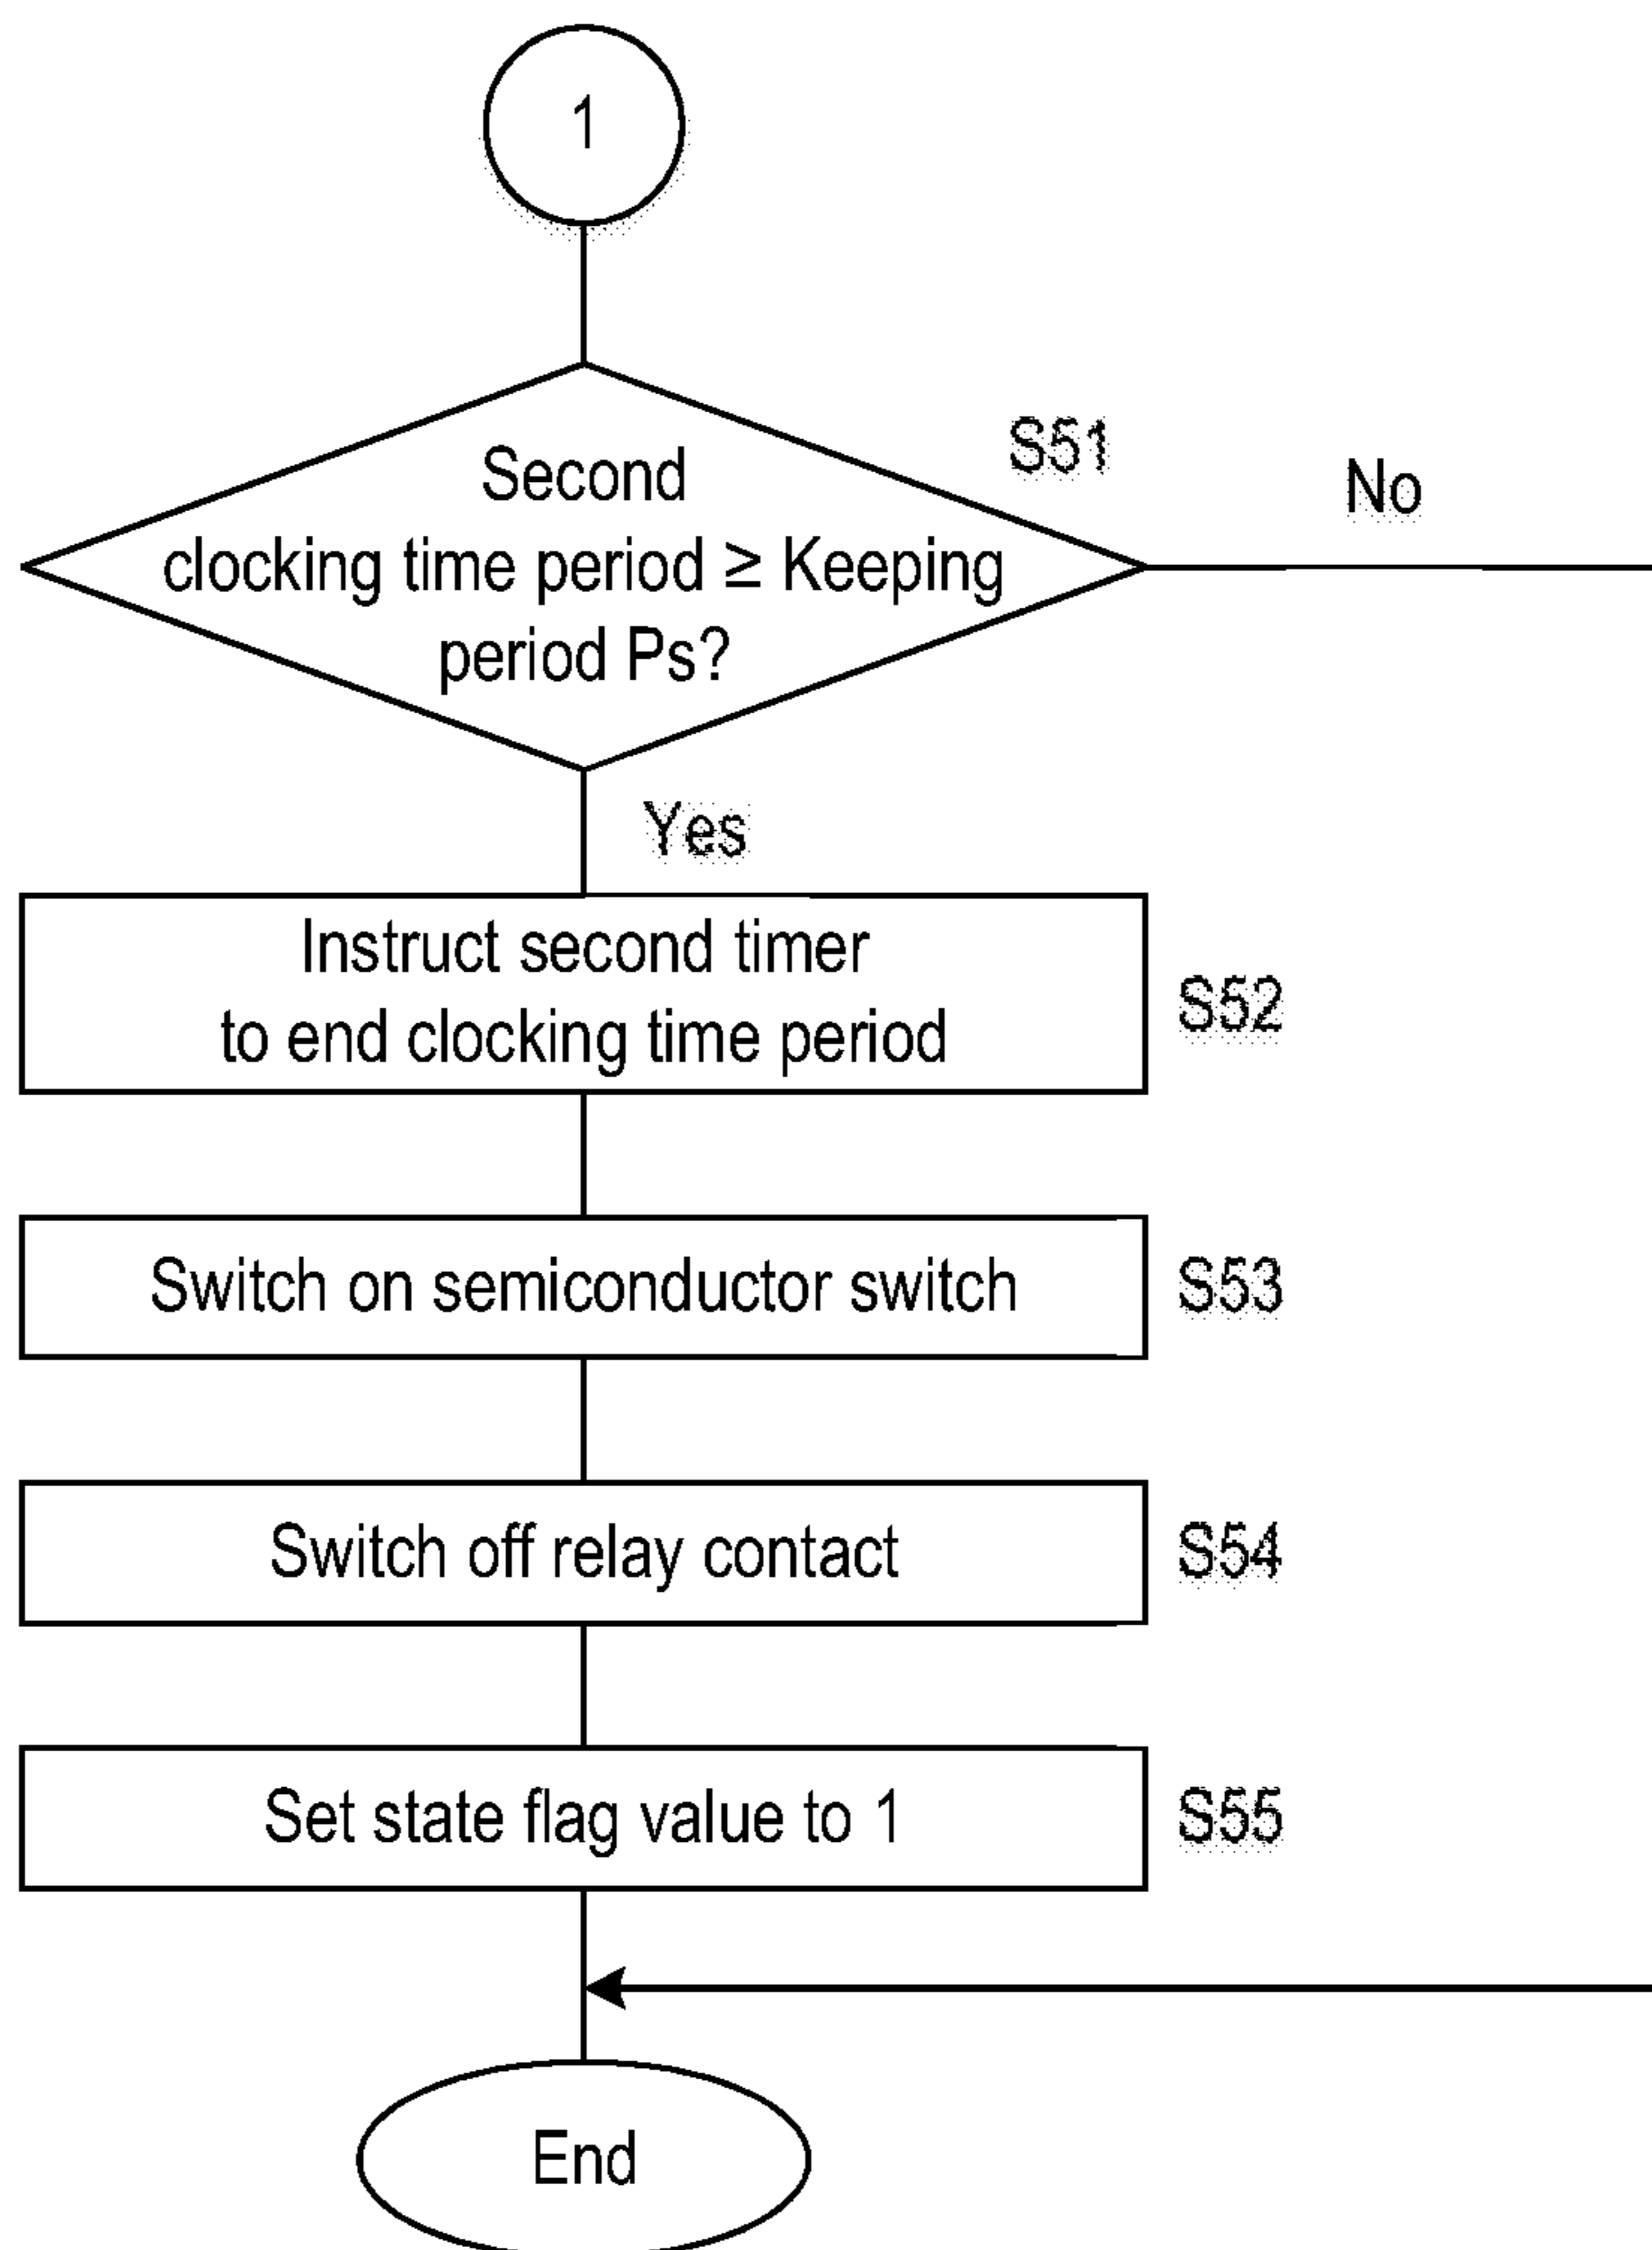 1
Second
clocking time period ≥ Keeping
period Ps?
S51
No
Yes
Instruct second timer
to end clocking time period
S52
Switch on semiconductor switch
S53
Switch off relay contact
S54
Set state flag value to 1
S55
End